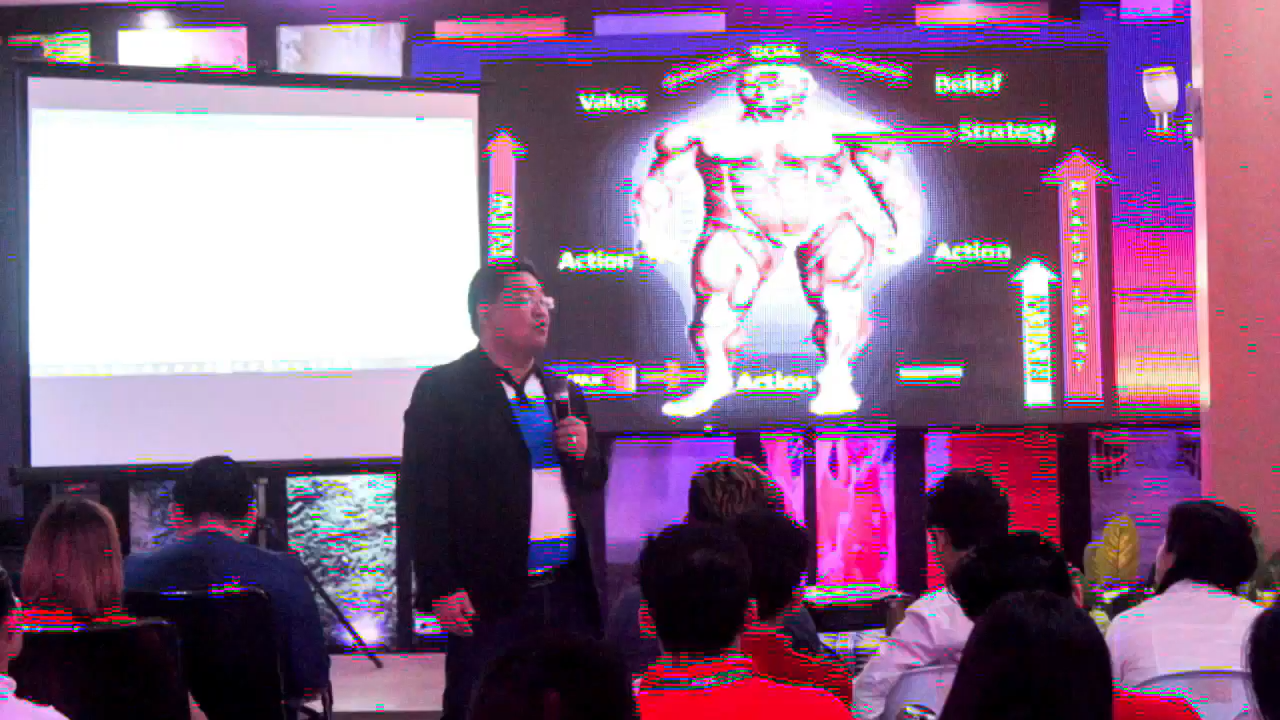 GOAL
Values
Belief
Strategy
Action
Action
REVIEW
MEASUREMENT
Action